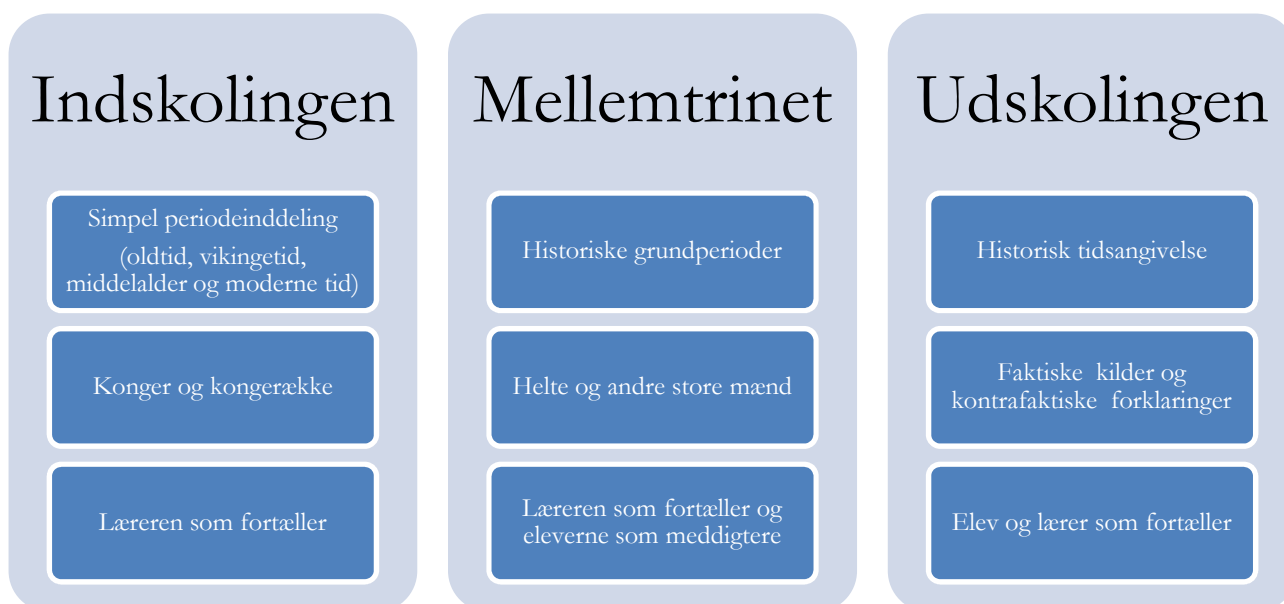 Indskolingen
Simpel periodeinddeling
(oldtid, vikingetid,
middelalder og moderne tid)
Konger og kongerække
Læreren som fortæller
Mellemtrinet
Historiske grundperioder
Helte og andre store mænd
Læreren som fortæller og
eleverne som meddigtere
Udskolingen
Historisk tidsangivelse
Faktiske kilder og
kontrafaktiske forklaringer
Elev og lærer som fortæller